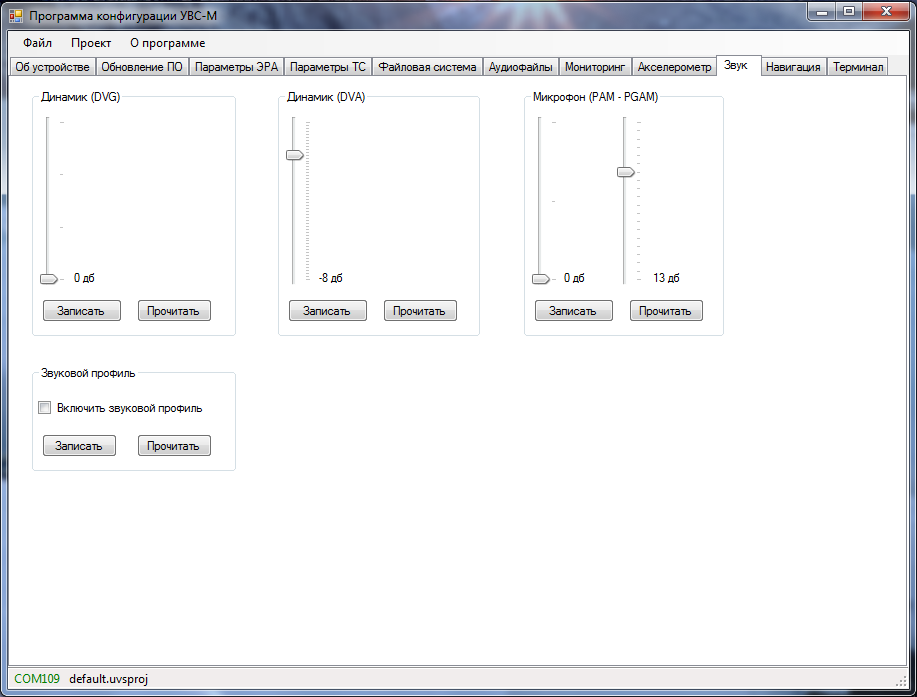 Программа конфигурации УВС-М
Файл Проект О программе
Об устройстве Обновление ПО Параметры ЭРА Параметры ТС Файловая система Аудиофайлы Мониторинг Акселерометр Звук Навигация Терминал
Динамик (DVG) Динамик (DVA) Микрофон (PAM - PGAM)
0 дб -8 дб 0 дб 13 дб
Записать Прочитать Записать Прочитать Записать Прочитать
Звуковой профиль
Включить звуковой профиль
Записать Прочитать
COM109 default.uvsproj